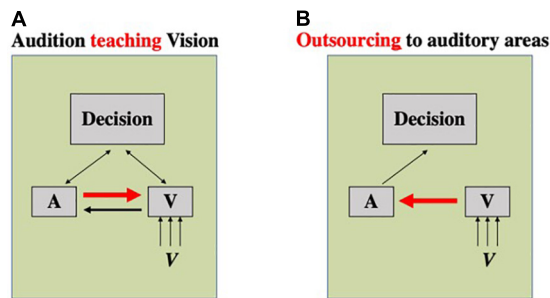 A
Audition teaching Vision
Decision
A
V
V
B
Outsourcing to auditory areas
Decision
A
V
V